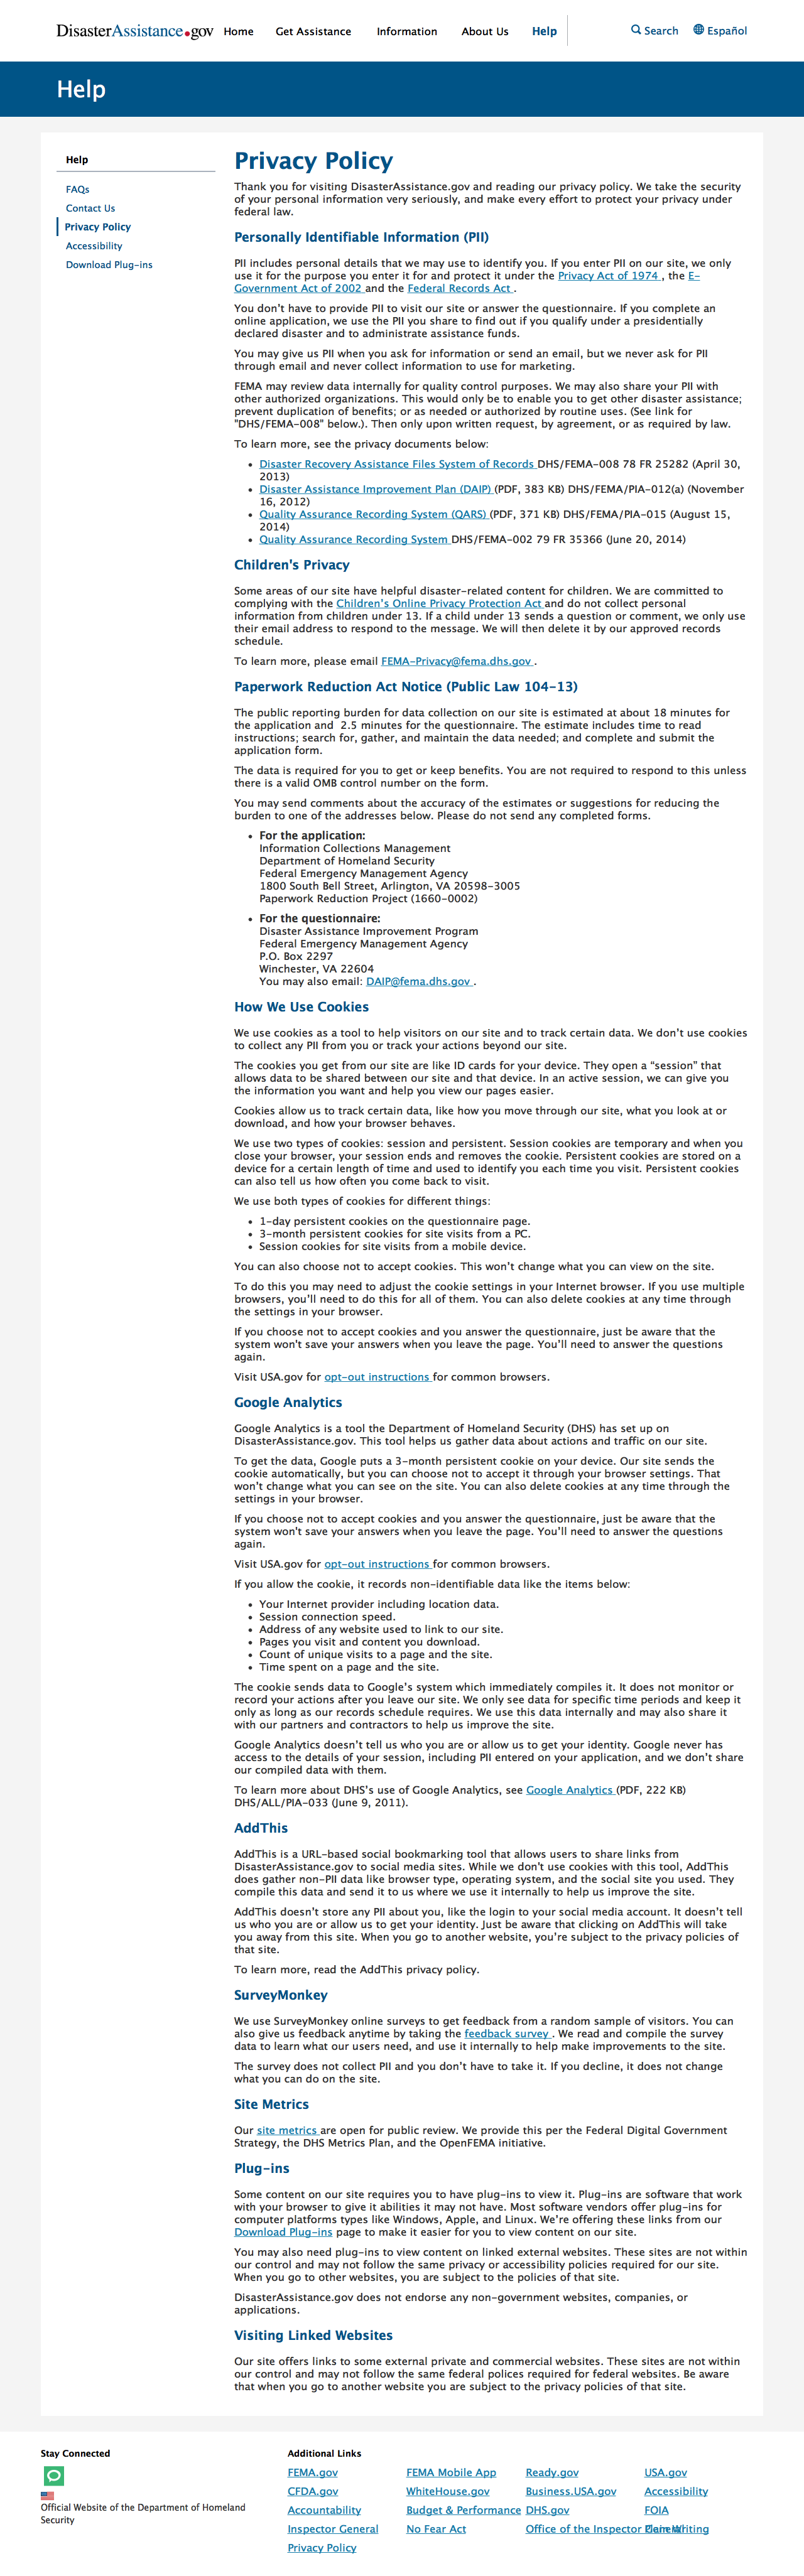 DisasterAssistance.gov Home Get Assistance Information About Us Help Search Español
Help
Help
FAQs
Contact Us
Privacy Policy
Accessibility
Download Plug-ins
Privacy Policy
Thank you for visiting DisasterAssistance.gov and reading our privacy policy. We take the security
of your personal information very seriously, and make every effort to protect your privacy under
federal law.
Personally Identifiable Information (PII)
PII includes personal details that we may use to identify you. If you enter PII on our site, we only
use it for the purpose you enter it for and protect it under the Privacy Act of 1974 , the E-
Government Act of 2002 and the Federal Records Act .
You don't have to provide PII to visit our site or answer the questionnaire. If you complete an
online application, we use the PII you share to find out if you qualify under a presidentially
declared disaster and to administrate assistance funds.
You may give us PII when you ask for information or send an email, but we never ask for PII
through email and never collect information to use for marketing.
FEMA may review data internally for quality control purposes. We may also share your PII with
other authorized organizations. This would only be to enable you to get other disaster assistance;
prevent duplication of benefits; or as needed or authorized by routine uses. (See link for
"DHS/FEMA-008" below.). Then only upon written request, by agreement, or as required by law.
To learn more, see the privacy documents below:
• Disaster Recovery Assistance Files System of Records DHS/FEMA-008 78 FR 25282 (April 30,
2013)
• Disaster Assistance Improvement Plan (DAIP) (PDF, 383 KB) DHS/FEMA/PIA-012(a) (November
16, 2012)
• Quality Assurance Recording System (QARS) (PDF, 371 KB) DHS/FEMA/PIA-015 (August 15,
2014)
• Quality Assurance Recording System DHS/FEMA-002 79 FR 35366 (June 20, 2014)
Children's Privacy
Some areas of our site have helpful disaster-related content for children. We are committed to
complying with the Children's Online Privacy Protection Act and do not collect personal
information from children under 13. If a child under 13 sends a question or comment, we only use
their email address to respond to the message. We will then delete it by our approved records
schedule.
To learn more, please email FEMA-Privacy@fema.dhs.gov .
Paperwork Reduction Act Notice (Public Law 104-13)
The public reporting burden for data collection on our site is estimated at about 18 minutes for
the application and 2.5 minutes for the questionnaire. The estimate includes time to read
instructions; search for, gather, and maintain the data needed; and complete and submit the
application form.
The data is required for you to get or keep benefits. You are not required to respond to this unless
there is a valid OMB control number on the form.
You may send comments about the accuracy of the estimates or suggestions for reducing the
burden to one of the addresses below. Please do not send any completed forms.
• For the application:
Information Collections Management
Department of Homeland Security
Federal Emergency Management Agency
1800 South Bell Street, Arlington, VA 20598-3005
Paperwork Reduction Project (1660-0002)
• For the questionnaire:
Disaster Assistance Improvement Program
Federal Emergency Management Agency
P.O. Box 2297
Winchester, VA 22604
You may also email: DAIP@fema.dhs.gov .
How We Use Cookies
We use cookies as a tool to help visitors on our site and to track certain data. We don't use cookies
to collect any PII from you or track your actions beyond our site.
The cookies you get from our site are like ID cards for your device. They open a “session” that
allows data to be shared between our site and that device. In an active session, we can give you
the information you want and help you view our pages easier.
Cookies allow us to track certain data, like how you move through our site, what you look at or
download, and how your browser behaves.
We use two types of cookies: session and persistent. Session cookies are temporary and when you
close your browser, your session ends and removes the cookie. Persistent cookies are stored on a
device for a certain length of time and used to identify you each time you visit. Persistent cookies
can also tell us how often you come back to visit.
We use both types of cookies for different things:
• 1-day persistent cookies on the questionnaire page.
• 3-month persistent cookies for site visits from a PC.
• Session cookies for site visits from a mobile device.
You can also choose not to accept cookies. This won't change what you can view on the site.
To do this you may need to adjust the cookie settings in your Internet browser. If you use multiple
browsers, you'll need to do this for all of them. You can also delete cookies at any time through
the settings in your browser.
If you choose not to accept cookies and you answer the questionnaire, just be aware that the
system won't save your answers when you leave the page. You'll need to answer the questions
again.
Visit USA.gov for opt-out instructions for common browsers.
Google Analytics
Google Analytics is a tool the Department of Homeland Security (DHS) has set up on
DisasterAssistance.gov. This tool helps us gather data about actions and traffic on our site.
To get the data, Google puts a 3-month persistent cookie on your device. Our site sends the
cookie automatically, but you can choose not to accept it through your browser settings. That
won't change what you can see on the site. You can also delete cookies at any time through the
settings in your browser.
If you choose not to accept cookies and you answer the questionnaire, just be aware that the
system won't save your answers when you leave the page. You'll need to answer the questions
again.
Visit USA.gov for opt-out instructions for common browsers.
If you allow the cookie, it records non-identifiable data like the items below:
• Your Internet provider including location data.
• Session connection speed.
• Address of any website used to link to our site.
• Pages you visit and content you download.
• Count of unique visits to a page and the site.
• Time spent on a page and the site.
The cookie sends data to Google's system which immediately compiles it. It does not monitor or
record your actions after you leave our site. We only see data for specific time periods and keep it
only as long as our records schedule requires. We use this data internally and may also share it
with our partners and contractors to help us improve the site.
Google Analytics doesn't tell us who you are or allow us to get your identity. Google never has
access to the details of your session, including PII entered on your application, and we don't share
our compiled data with them.
To learn more about DHS's use of Google Analytics, see Google Analytics (PDF, 222 KB)
DHS/ALL/PIA-033 (June 9, 2011).
AddThis
AddThis is a URL-based social bookmarking tool that allows users to share links from
DisasterAssistance.gov to social media sites. While we don't use cookies with this tool, AddThis
does gather non-PII data like browser type, operating system, and the social site you used. They
compile this data and send it to us where we use it internally to help us improve the site.
AddThis doesn't store any PII about you, like the login to your social media account. It doesn't tell
us who you are or allow us to get your identity. Just be aware that clicking on AddThis will take
you away from this site. When you go to another website, you're subject to the privacy policies of
that site.
To learn more, read the AddThis privacy policy.
SurveyMonkey
We use SurveyMonkey online surveys to get feedback from a random sample of visitors. You can
also give us feedback anytime by taking the feedback survey . We read and compile the survey
data to learn what our users need, and use it internally to help make improvements to the site.
The survey does not collect PII and you don't have to take it. If you decline, it does not change
what you can do on the site.
Site Metrics
Our site metrics are open for public review. We provide this per the Federal Digital Government
Strategy, the DHS Metrics Plan, and the OpenFEMA initiative.
Plug-ins
Some content on our site requires you to have plug-ins to view it. Plug-ins are software that work
with your browser to give it abilities it may not have. Most software vendors offer plug-ins for
computer platforms types like Windows, Apple, and Linux. We're offering these links from our
Download Plug-ins page to make it easier for you to view content on our site.
You may also need plug-ins to view content on linked external websites. These sites are not within
our control and may not follow the same privacy or accessibility policies required for our site.
When you go to other websites, you are subject to the policies of that site.
DisasterAssistance.gov does not endorse any non-government websites, companies, or
applications.
Visiting Linked Websites
Our site offers links to some external private and commercial websites. These sites are not within
our control and may not follow the same federal polices required for federal websites. Be aware
that when you go to another website you are subject to the privacy policies of that site.
Stay Connected
Official Website of the Department of Homeland
Security
Additional Links
FEMA.gov FEMA Mobile App Ready.gov USA.gov
CFDA.gov WhiteHouse.gov Business.USA.gov Accessibility
Accountability Budget & Performance DHS.gov FOIA
Inspector General No Fear Act Office of the Inspector General Plain Writing
Privacy Policy